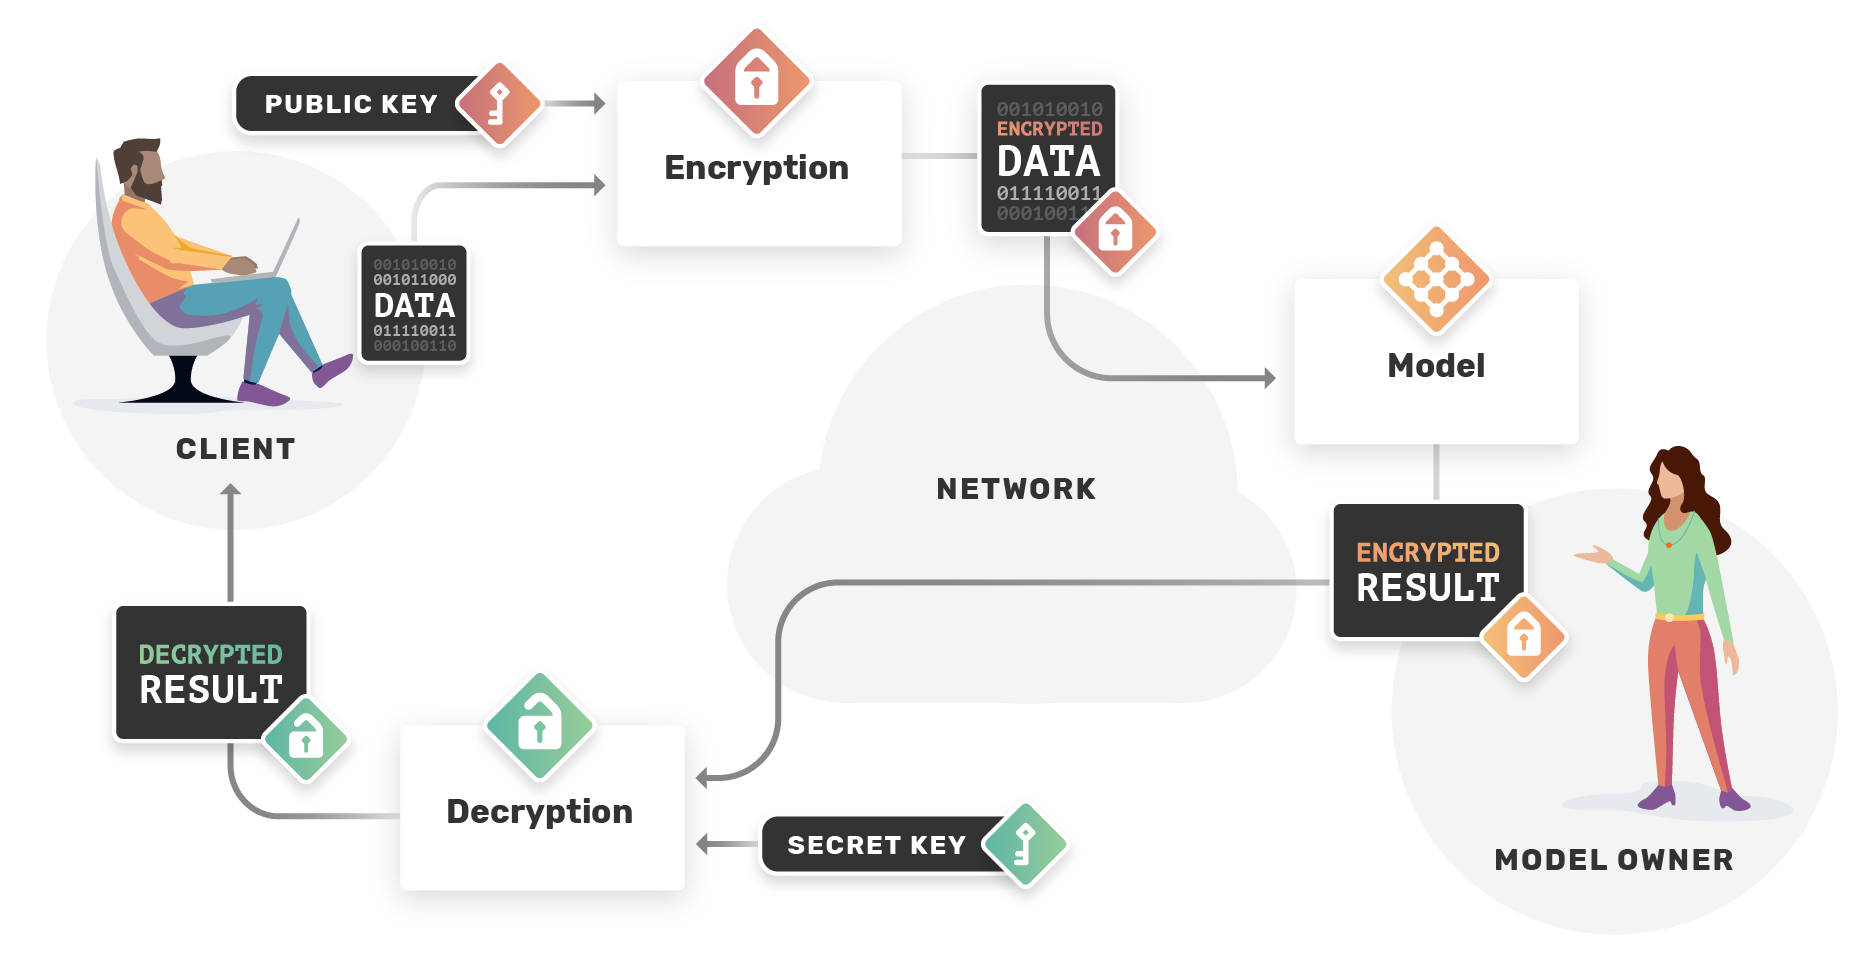 PUBLIC KEY
Encryption
001010010
ENCRYPTED
DATA
011110011
0001001
001010010
001011000
DATA
011110011
000100110
CLIENT
Model
NETWORK
ENCRYPTED
RESULT
MODEL OWNER
DECRYPTED
RESULT
Decryption
SECRET KEY